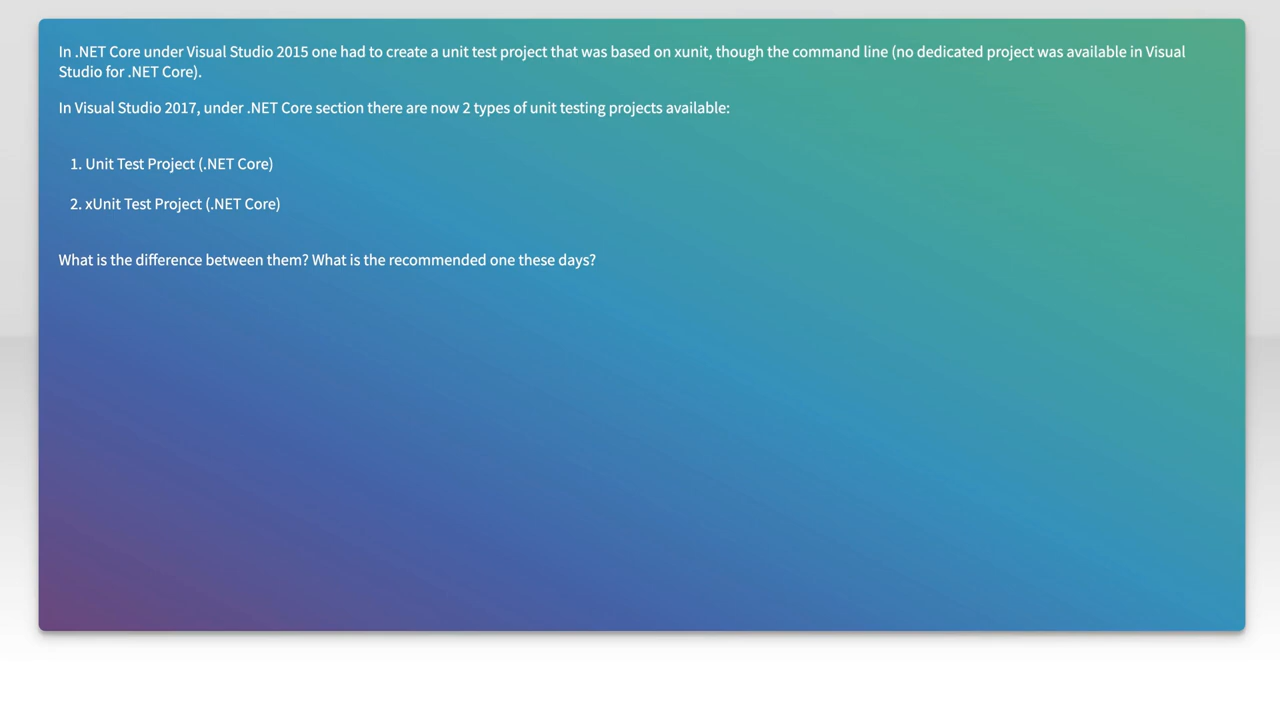 In .NET Core under Visual Studio 2015 one had to create a unit test project that was based on xunit, though the command line (no dedicated project was available in Visual
Studio for .NET Core).
In Visual Studio 2017, under .NET Core section there are now 2 types of unit testing projects available:
1. Unit Test Project (.NET Core)
2. xUnit Test Project (.NET Core)
What is the difference between them? What is the recommended one these days?